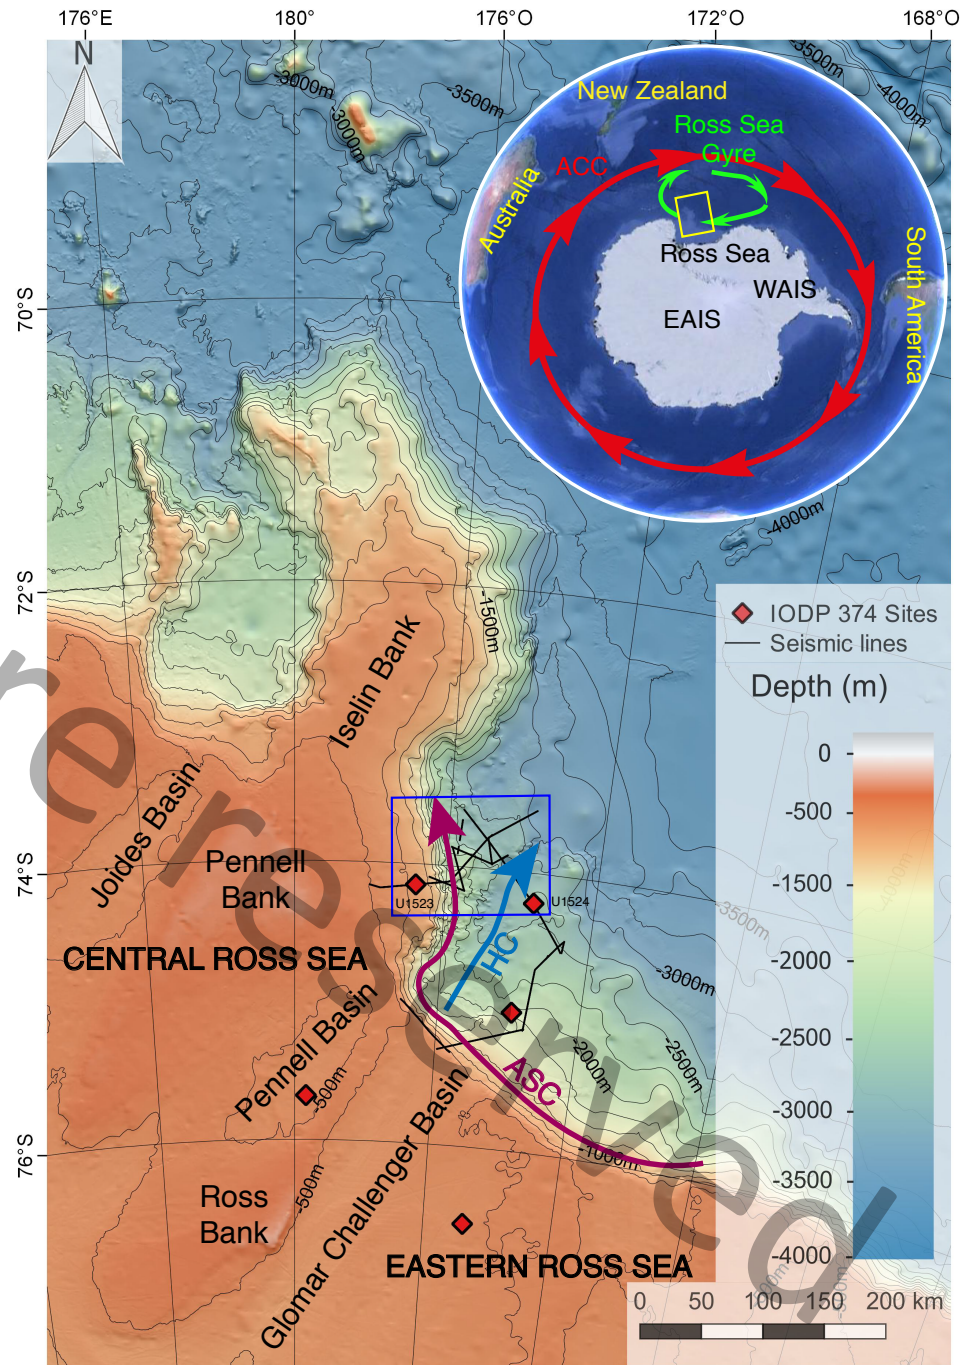 176°E
180°
176°O
172°O
168°O
N
-3000m
-3000m
-3500m
-3500m
-4000m
New Zealand
Ross Sea
Gyre
ACC
Australia
Ross Sea
WAIS
EAIS
South America
70°S
-4000m
72°S
-1500m
Iselin Bank
IODP 374 Sites
Seismic lines
Depth (m)
0
-500
-1000
-1500
-2000
-2500
-3000
-3500
-4000
Joides Basin
Pennell
Bank
74°S
U1523
U1524
-3500m
-4000m
CENTRAL ROSS SEA
HC
-3000m
Pennell Basin
-500m
ASC
-2000m
-2500m
-1000m
76°S
Ross
Bank
-500m
Glomar Challenger Basin
EASTERN ROSS SEA
0 50 100 150 200 km
re reserved